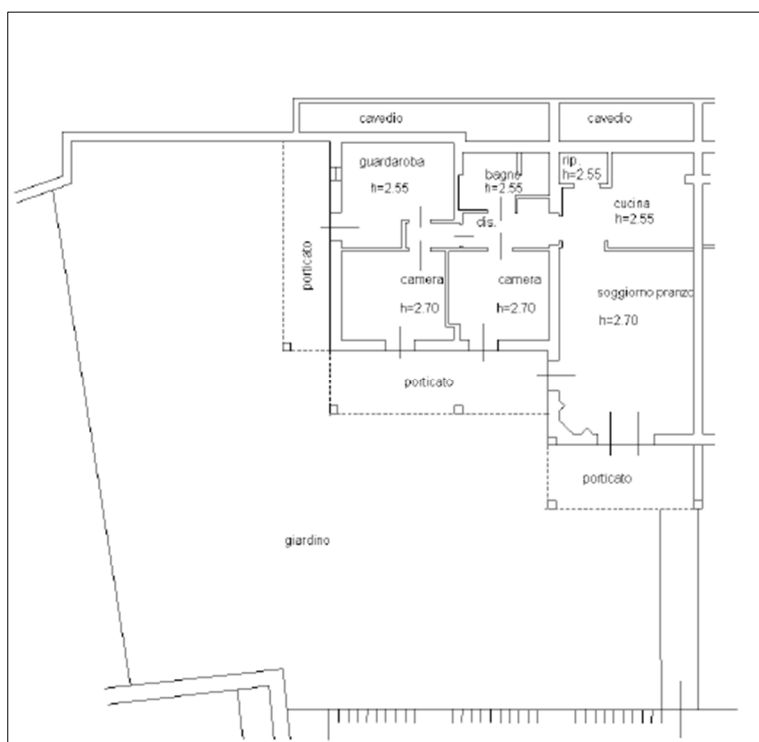 cavedio
cavedio
guardaroba
h=2.55
bagno
h=2.55
rip.
h=2.55
cucina
h=2.55
dis.
porticato
camera
h=2.70
camera
h=2.70
soggiorno pranzo
h=2.70
porticato
porticato
giardino